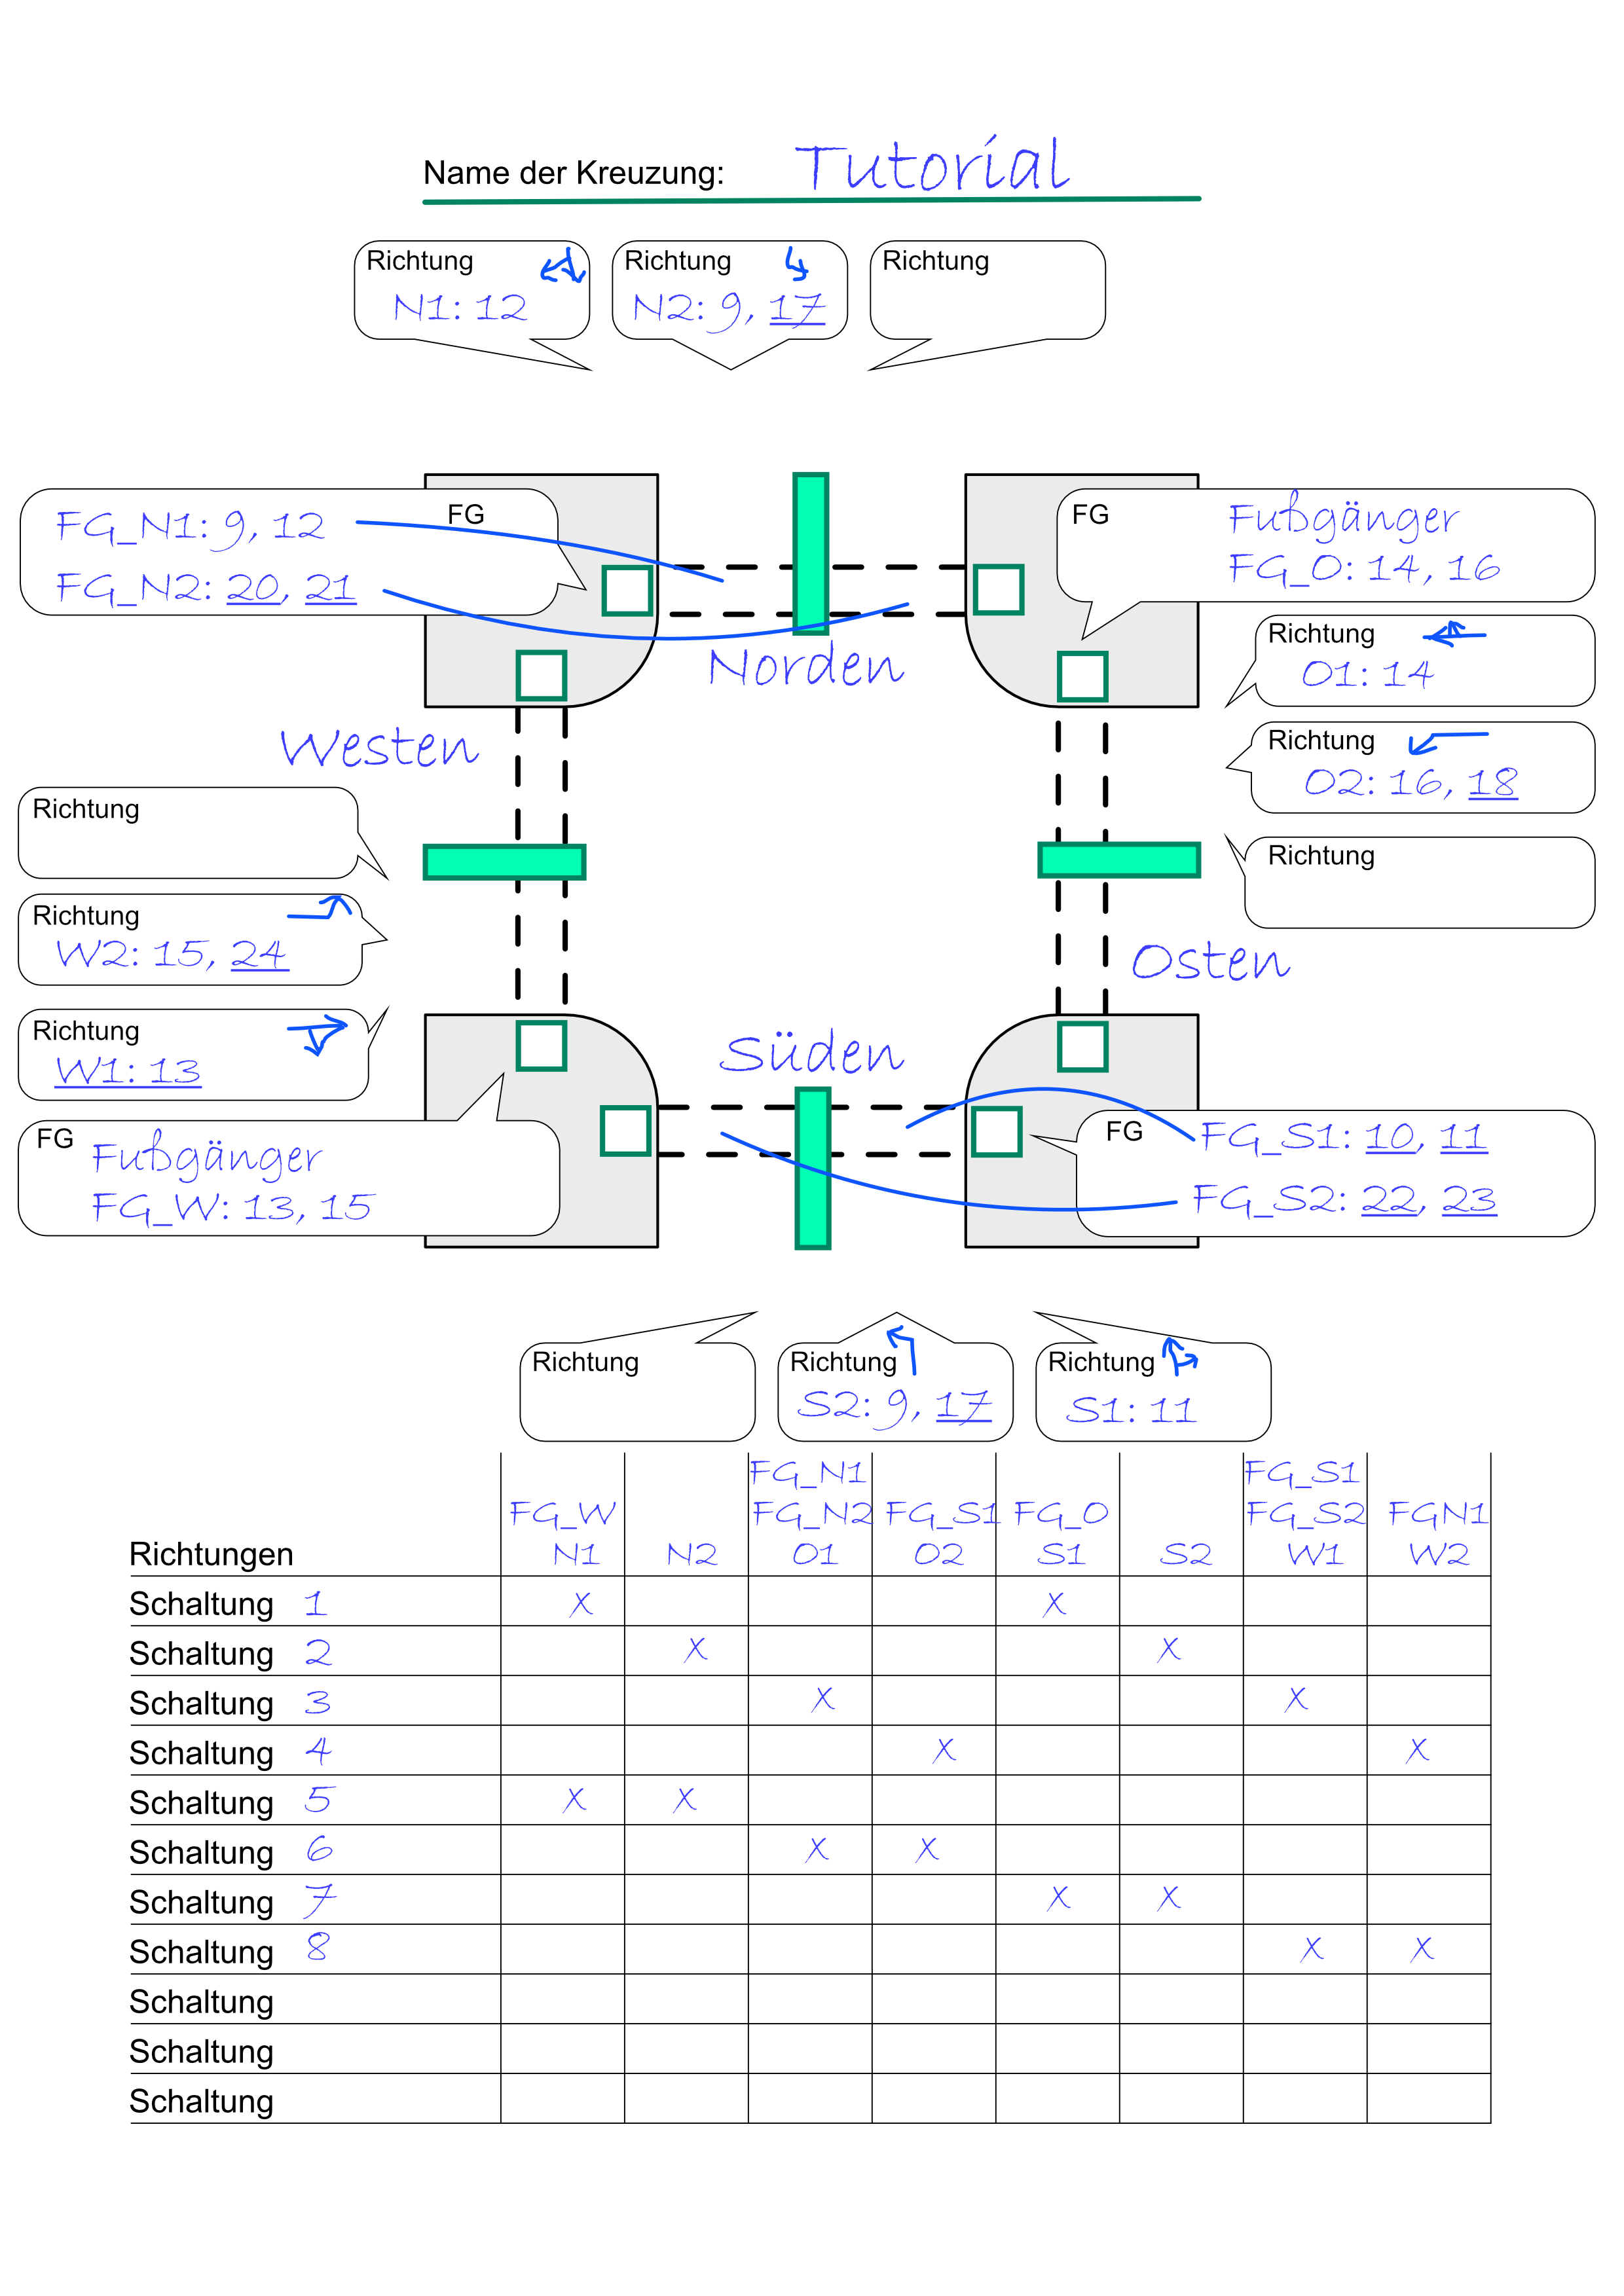 Name der Kreuzung: Tutorial
Richtung
N1: 12
Richtung
N2: 9, 17
Richtung
FG
FG_N1: 9, 12
FG_N2: 20, 21
FG
Fußgänger
FG_O: 14, 16
Norden
Richtung
O1: 14
Westen
Richtung
O2: 16, 18
Richtung
Richtung
Richtung
W2: 15, 24
Osten
Richtung
W1: 13
Süden
FG
Fußgänger
FG_W: 13, 15
FG
FG_S1: 10, 11
FG_S2: 22, 23
Richtung
Richtung
S2: 9, 17
Richtung
S1: 11
FG_N1 FG_S1
FG_W FG_N2 FG_S1 FG_O FG_S2 FGN1
Richtungen N1 N2 O1 O2 S1 S2 W1 W2
Schaltung 1 X X
Schaltung 2 X X
Schaltung 3 X X
Schaltung 4 X X
Schaltung 5 X X
Schaltung 6 X X
Schaltung 7 X X
Schaltung 8 X X
Schaltung
Schaltung
Schaltung